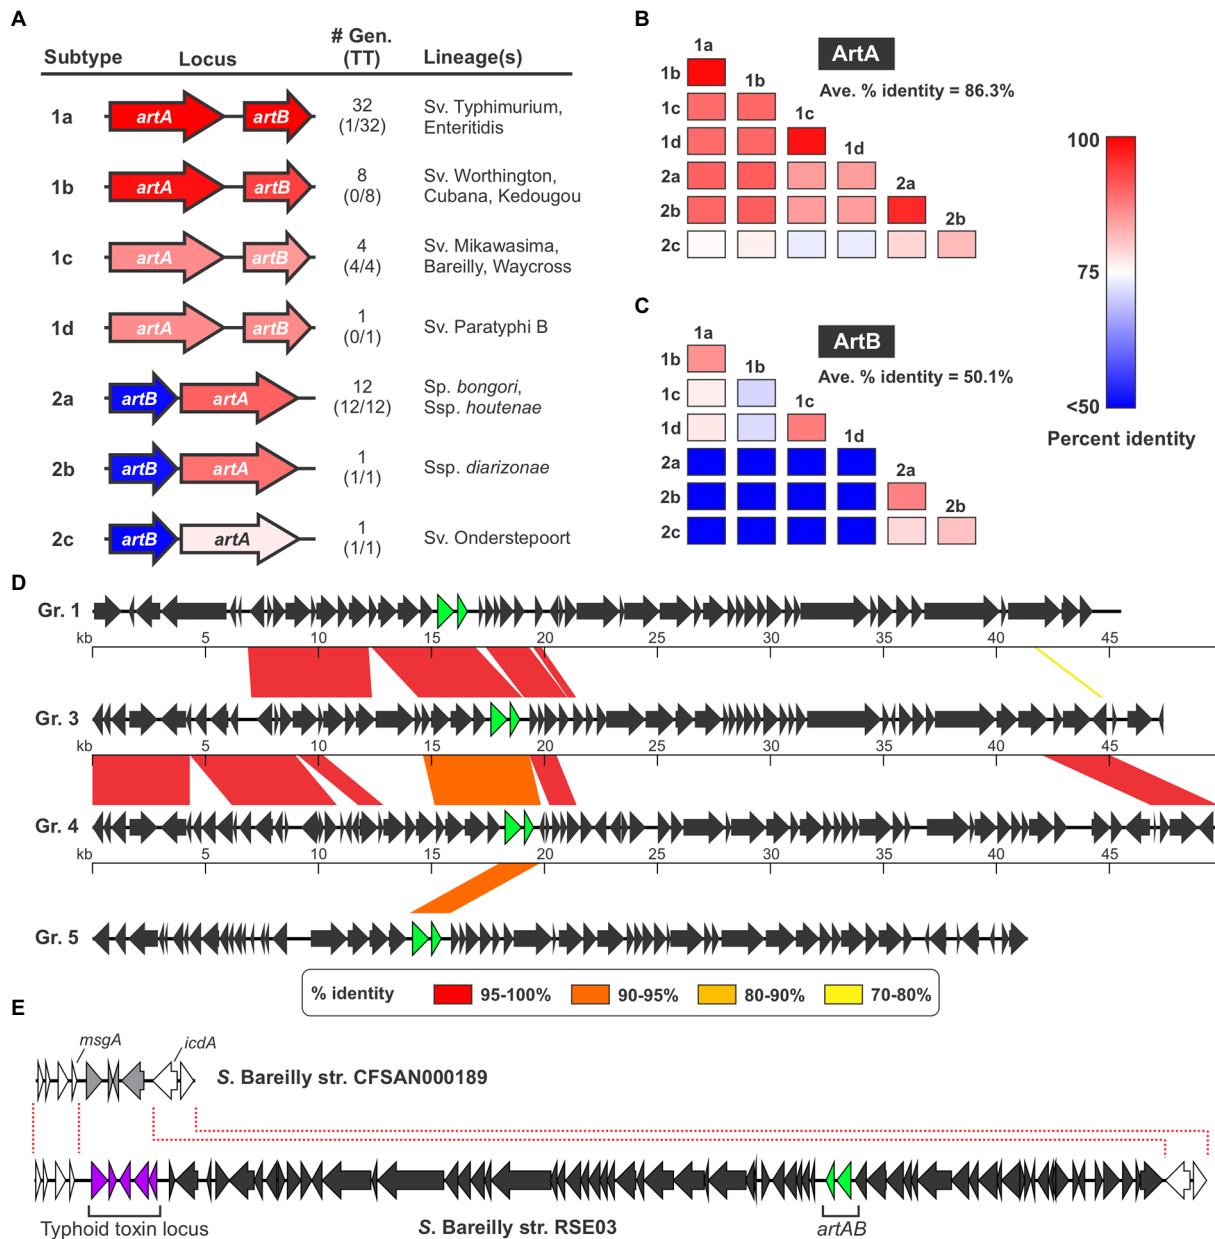 A
Subtype Locus # Gen. (TT) Lineage(s)
1a artA artB 32 (1/32) Sv. Typhimurium, Enteritidis
1b artA artB 8 (0/8) Sv. Worthington, Cubana, Kedougou
1c artA artB 4 (4/4) Sv. Mikawasima, Bareilly, Waycross
1d artA artB 1 (0/1) Sv. Paratyphi B
2a artB artA 12 (12/12) Sp. bongori, Ssp. houtenae
2b artB artA 1 (1/1) Ssp. diarizonae
2c artB artA 1 (1/1) Sv. Onderstepoort
B
ArtA
Ave. % identity = 86.3%
1a
1b 1b
1c 1c
1d 1d
2a 2a
2b 2b
2c
C
ArtB
Ave. % identity = 50.1%
1a
1b 1b
1c 1c
1d 1d
2a 2a
2b 2b
2c
100
75
<50
Percent identity
D
Gr. 1
kb 5 10 15 20 25 30 35 40 45
Gr. 3
kb 5 10 15 20 25 30 35 40 45
Gr. 4
kb 5 10 15 20 25 30 35 40 45
Gr. 5
% identity 95-100% 90-95% 80-90% 70-80%
E
msgA icdA
S. Bareilly str. CFSAN000189
Typhoid toxin locus S. Bareilly str. RSE03 artAB